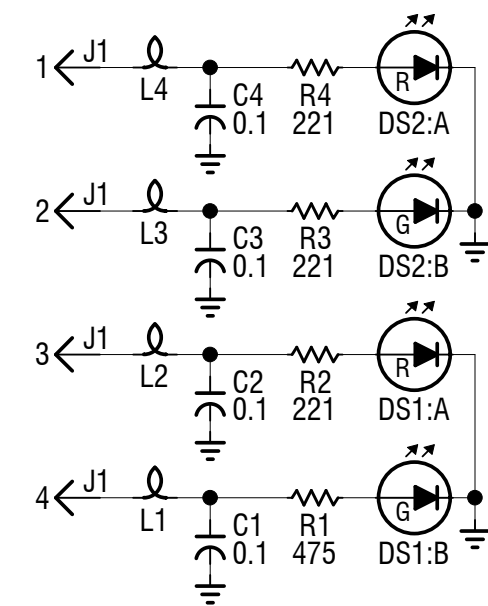 1 J1 L4 C4 0.1 R4 221 R DS2:A
2 J1 L3 C3 0.1 R3 221 G DS2:B
3 J1 L2 C2 0.1 R2 221 R DS1:A
4 J1 L1 C1 0.1 R1 475 G DS1:B